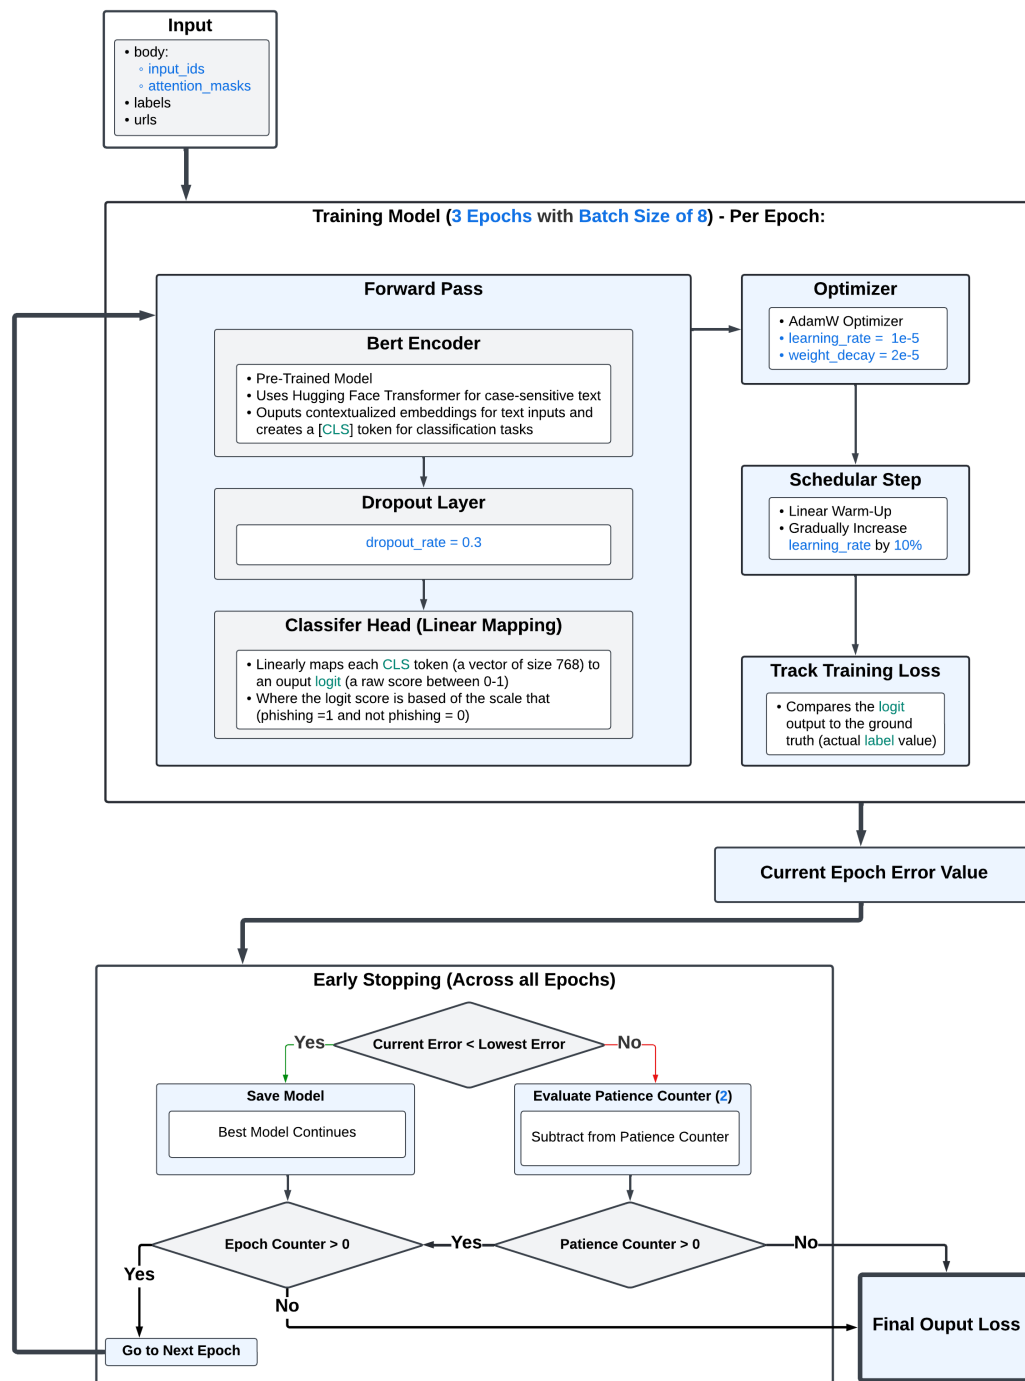 Input
• body:
◦ input_ids
◦ attention_masks
• labels
• urls
Training Model (3 Epochs with Batch Size of 8) - Per Epoch:
Forward Pass
Bert Encoder
• Pre-Trained Model
• Uses Hugging Face Transformer for case-sensitive text
• Ouputs contextualized embeddings for text inputs and
creates a [CLS] token for classification tasks
Dropout Layer
dropout_rate = 0.3
Classifer Head (Linear Mapping)
• Linearly maps each CLS token (a vector of size 768) to
an ouput logit (a raw score between 0-1)
• Where the logit score is based of the scale that
(phishing =1 and not phishing = 0)
Optimizer
• AdamW Optimizer
• learning_rate = 1e-5
• weight_decay = 2e-5
Schedular Step
• Linear Warm-Up
• Gradually Increase
learning_rate by 10%
Track Training Loss
• Compares the logit
output to the ground
truth (actual label value)
Current Epoch Error Value
Early Stopping (Across all Epochs)
Current Error < Lowest Error
Yes
No
Save Model
Best Model Continues
Evaluate Patience Counter (2)
Subtract from Patience Counter
Epoch Counter > 0
Yes
Patience Counter > 0
No
Yes
No
Go to Next Epoch
Final Ouput Loss